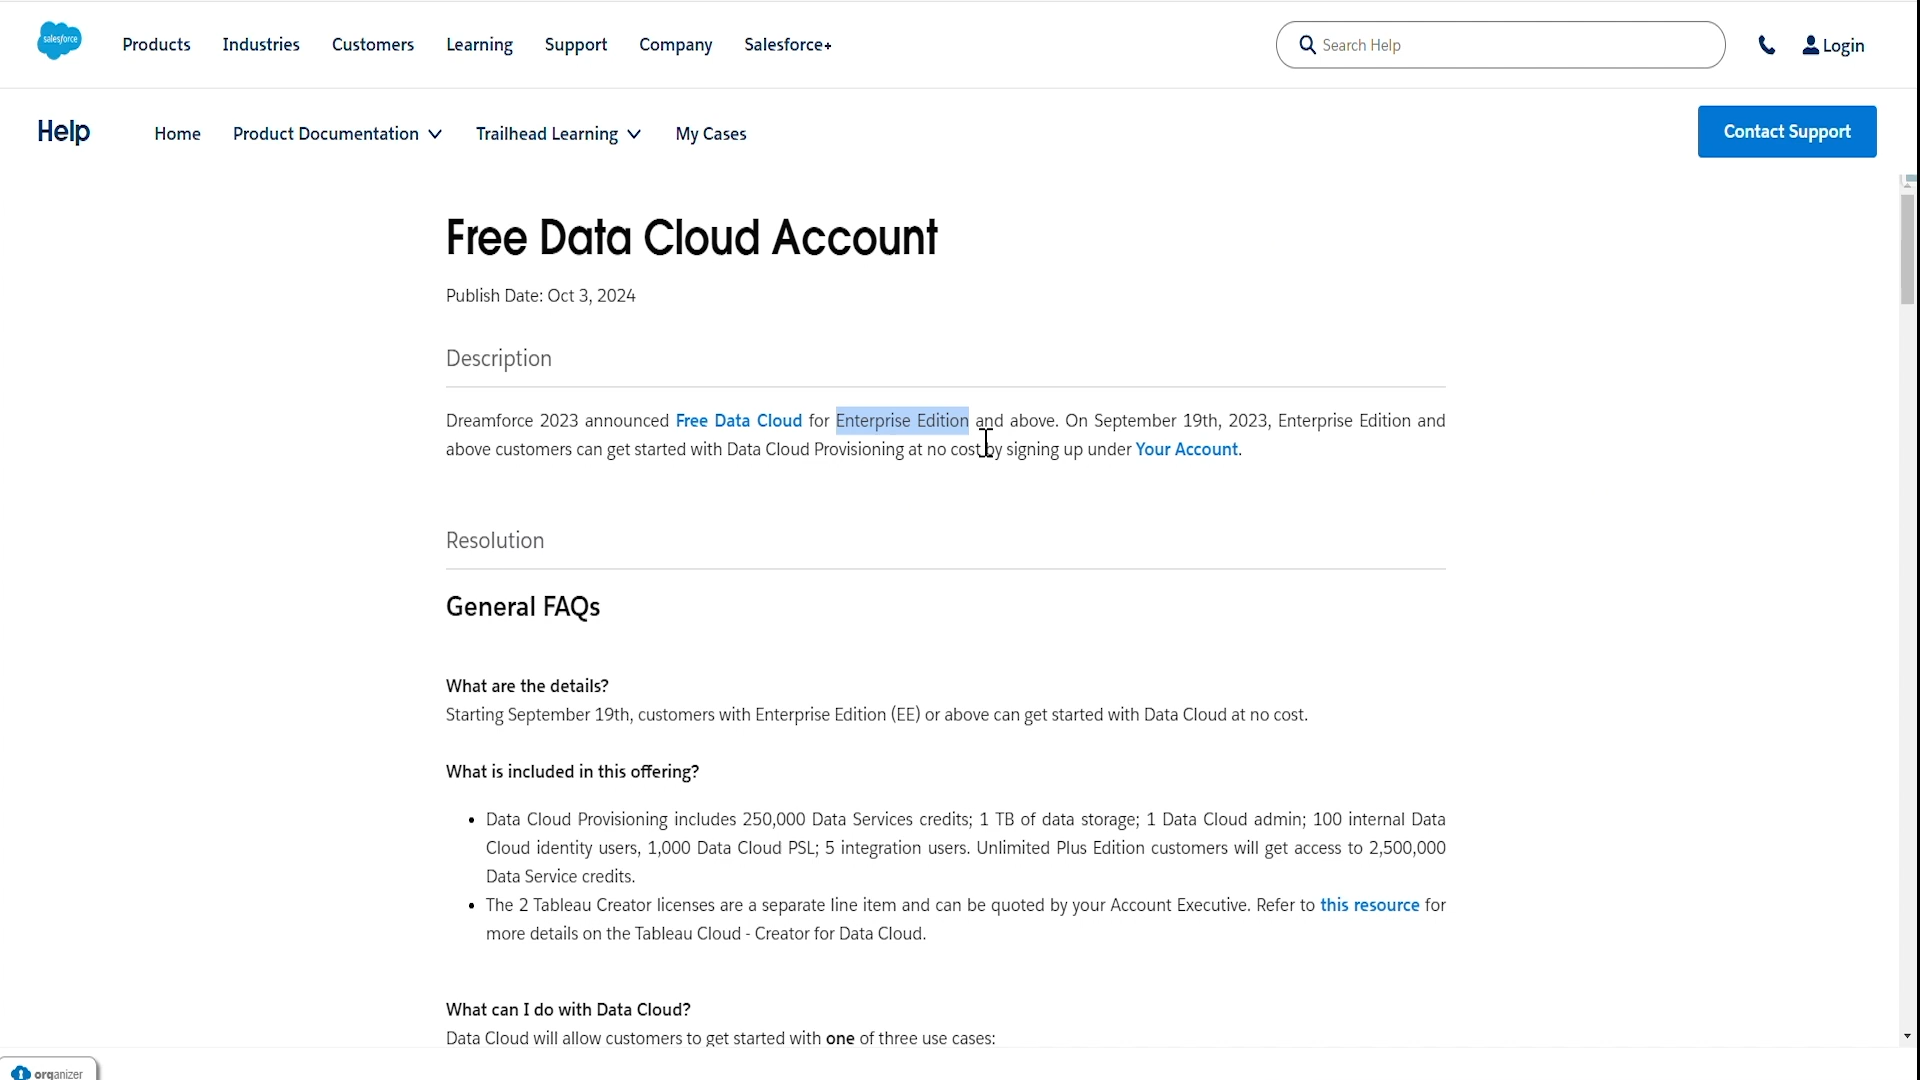 salesforce
Products Industries Customers Learning Support Company Salesforce+
Search Help
Login
Help Home Product Documentation Trailhead Learning My Cases
Contact Support
Free Data Cloud Account
Publish Date: Oct 3, 2024
Description
Dreamforce 2023 announced Free Data Cloud for Enterprise Edition and above. On September 19th, 2023, Enterprise Edition and
above customers can get started with Data Cloud Provisioning at no cost by signing up under Your Account.
Resolution
General FAQs
What are the details?
Starting September 19th, customers with Enterprise Edition (EE) or above can get started with Data Cloud at no cost.
What is included in this offering?
• Data Cloud Provisioning includes 250,000 Data Services credits; 1 TB of data storage; 1 Data Cloud admin; 100 internal Data
Cloud identity users, 1,000 Data Cloud PSL; 5 integration users. Unlimited Plus Edition customers will get access to 2,500,000
Data Service credits.
• The 2 Tableau Creator licenses are a separate line item and can be quoted by your Account Executive. Refer to this resource for
more details on the Tableau Cloud - Creator for Data Cloud.
What can I do with Data Cloud?
Data Cloud will allow customers to get started with one of three use cases:
organizer